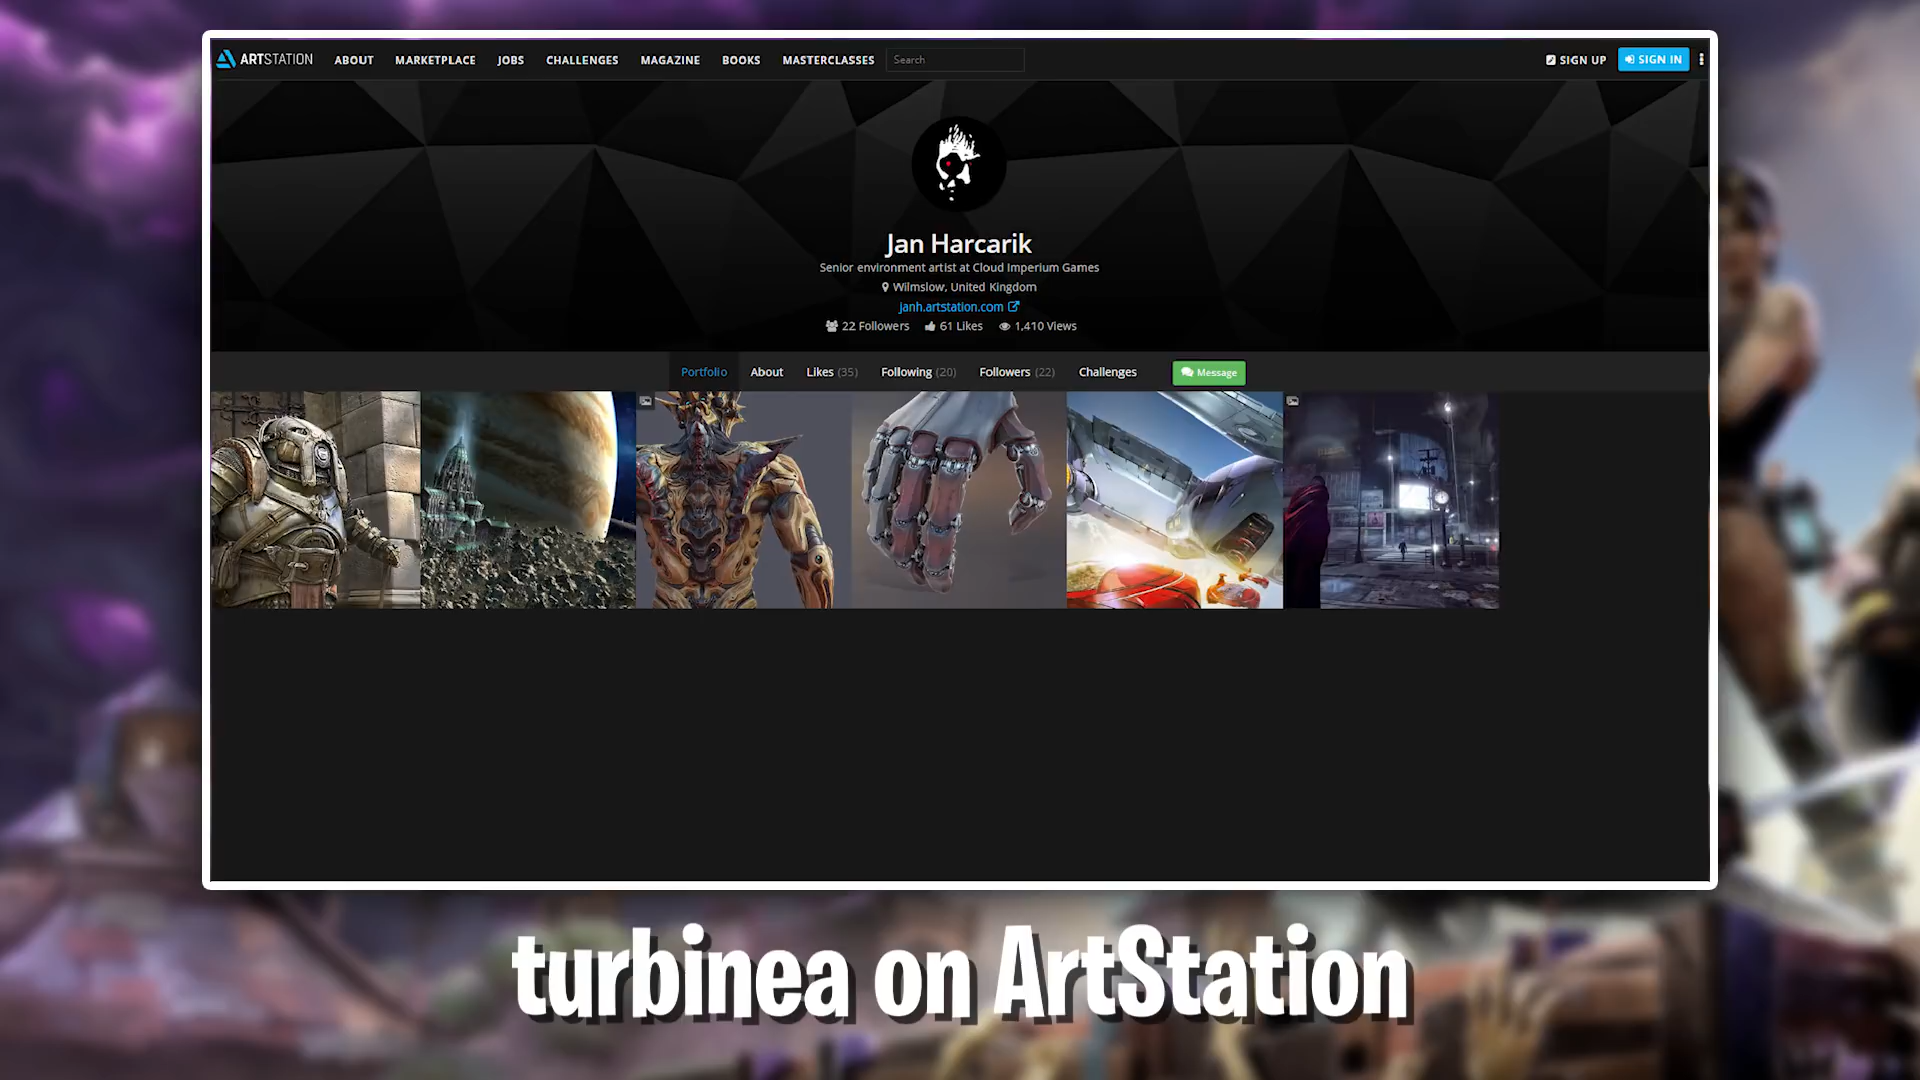 ARTSTATION ABOUT MARKETPLACE JOBS CHALLENGES MAGAZINE BOOKS MASTERCLASSES Search SIGN UP SIGN IN
Jan Harcarik
Senior environment artist at Cloud Imperium Games
Wilmslow, United Kingdom
janh.artstation.com
22 Followers 61 Likes 1,410 Views
Portfolio About Likes (35) Following (20) Followers (22) Challenges Message
turbinea on ArtStation